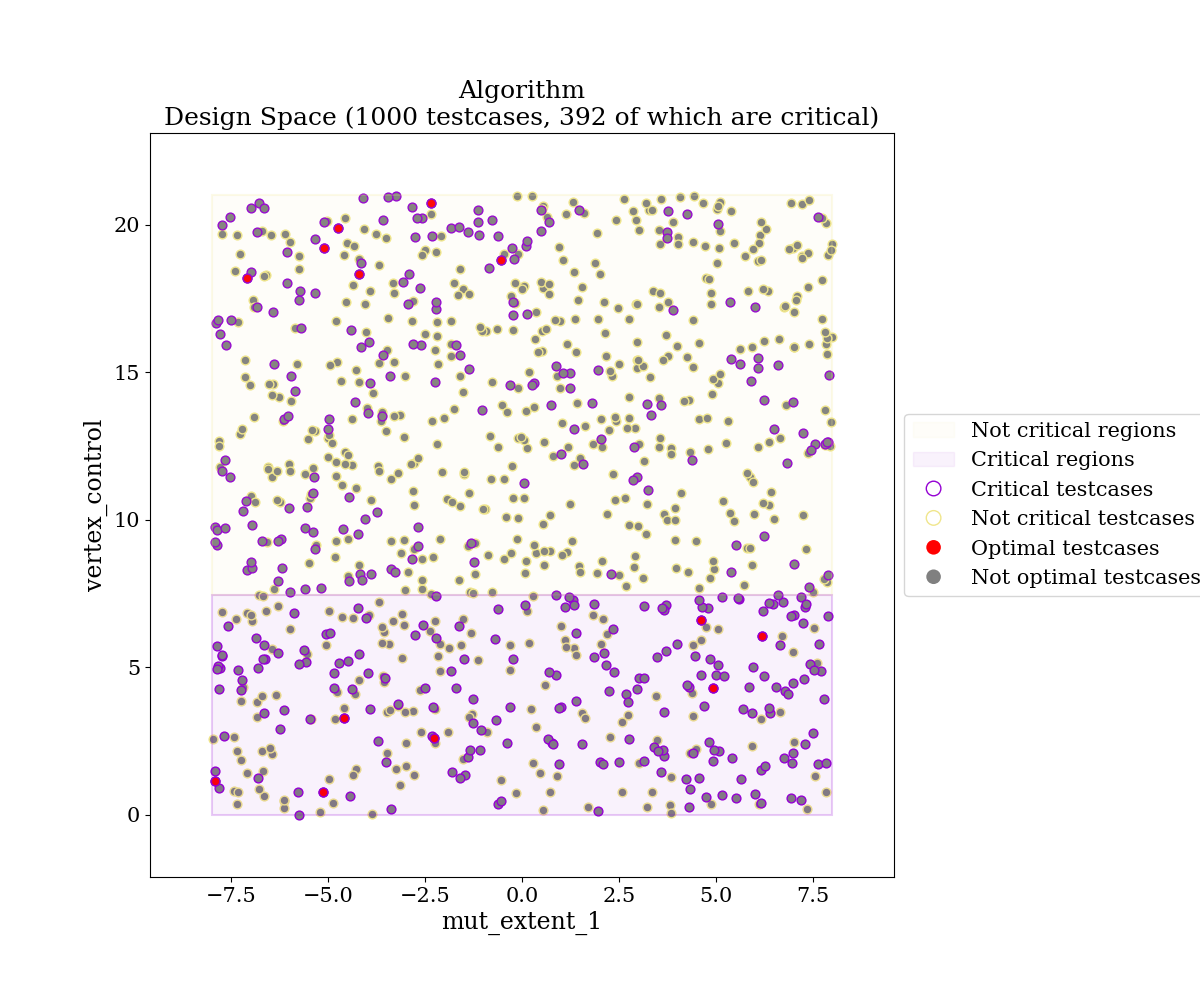 Algorithm
Design Space (1000 testcases, 392 of which are critical)
20
15
10
5
0
vertex_control
−7.5
−5.0
−2.5
0.0
2.5
5.0
7.5
mut_extent_1
Not critical regions
Critical regions
Critical testcases
Not critical testcases
Optimal testcases
Not optimal testcases